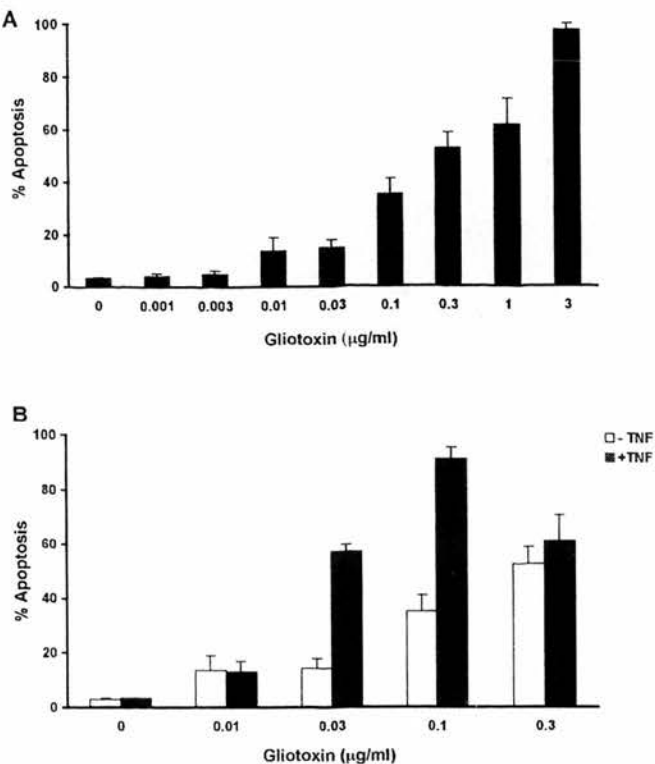 A
% Apoptosis
100
80
60
40
20
0
0 0.001 0.003 0.01 0.03 0.1 0.3 1 3
Gliotoxin (μg/ml)
B
% Apoptosis
100
80
60
40
20
0
0 0.01 0.03 0.1 0.3
Gliotoxin (μg/ml)
- TNF
+TNF